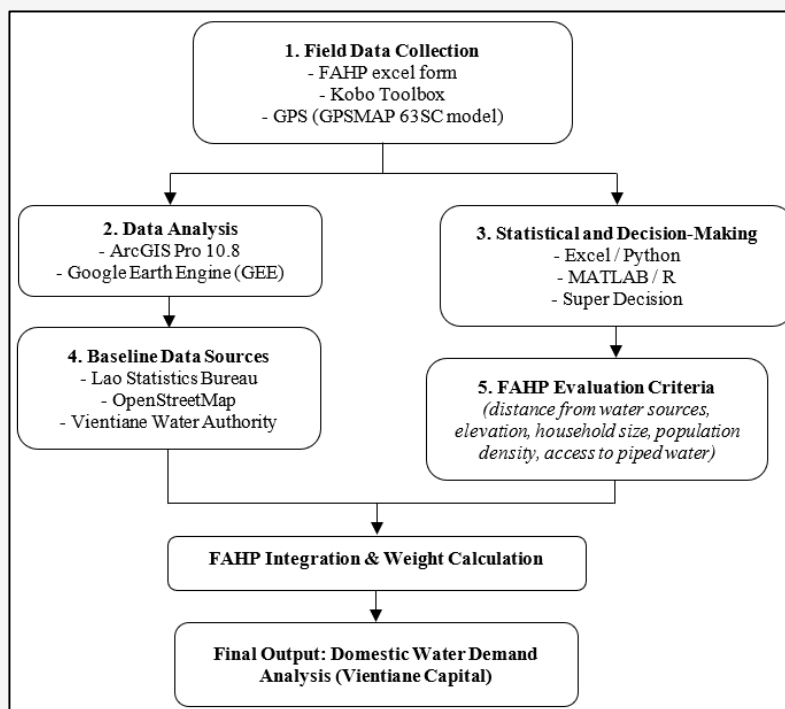 1. Field Data Collection
- FAHP excel form
- Kobo Toolbox
- GPS (GPSMAP 63SC model)
2. Data Analysis
- ArcGIS Pro 10.8
- Google Earth Engine (GEE)
3. Statistical and Decision-Making
- Excel / Python
- MATLAB / R
- Super Decision
4. Baseline Data Sources
- Lao Statistics Bureau
- OpenStreetMap
- Vientiane Water Authority
5. FAHP Evaluation Criteria
(distance from water sources,
elevation, household size, population
density, access to piped water)
FAHP Integration & Weight Calculation
Final Output: Domestic Water Demand
Analysis (Vientiane Capital)